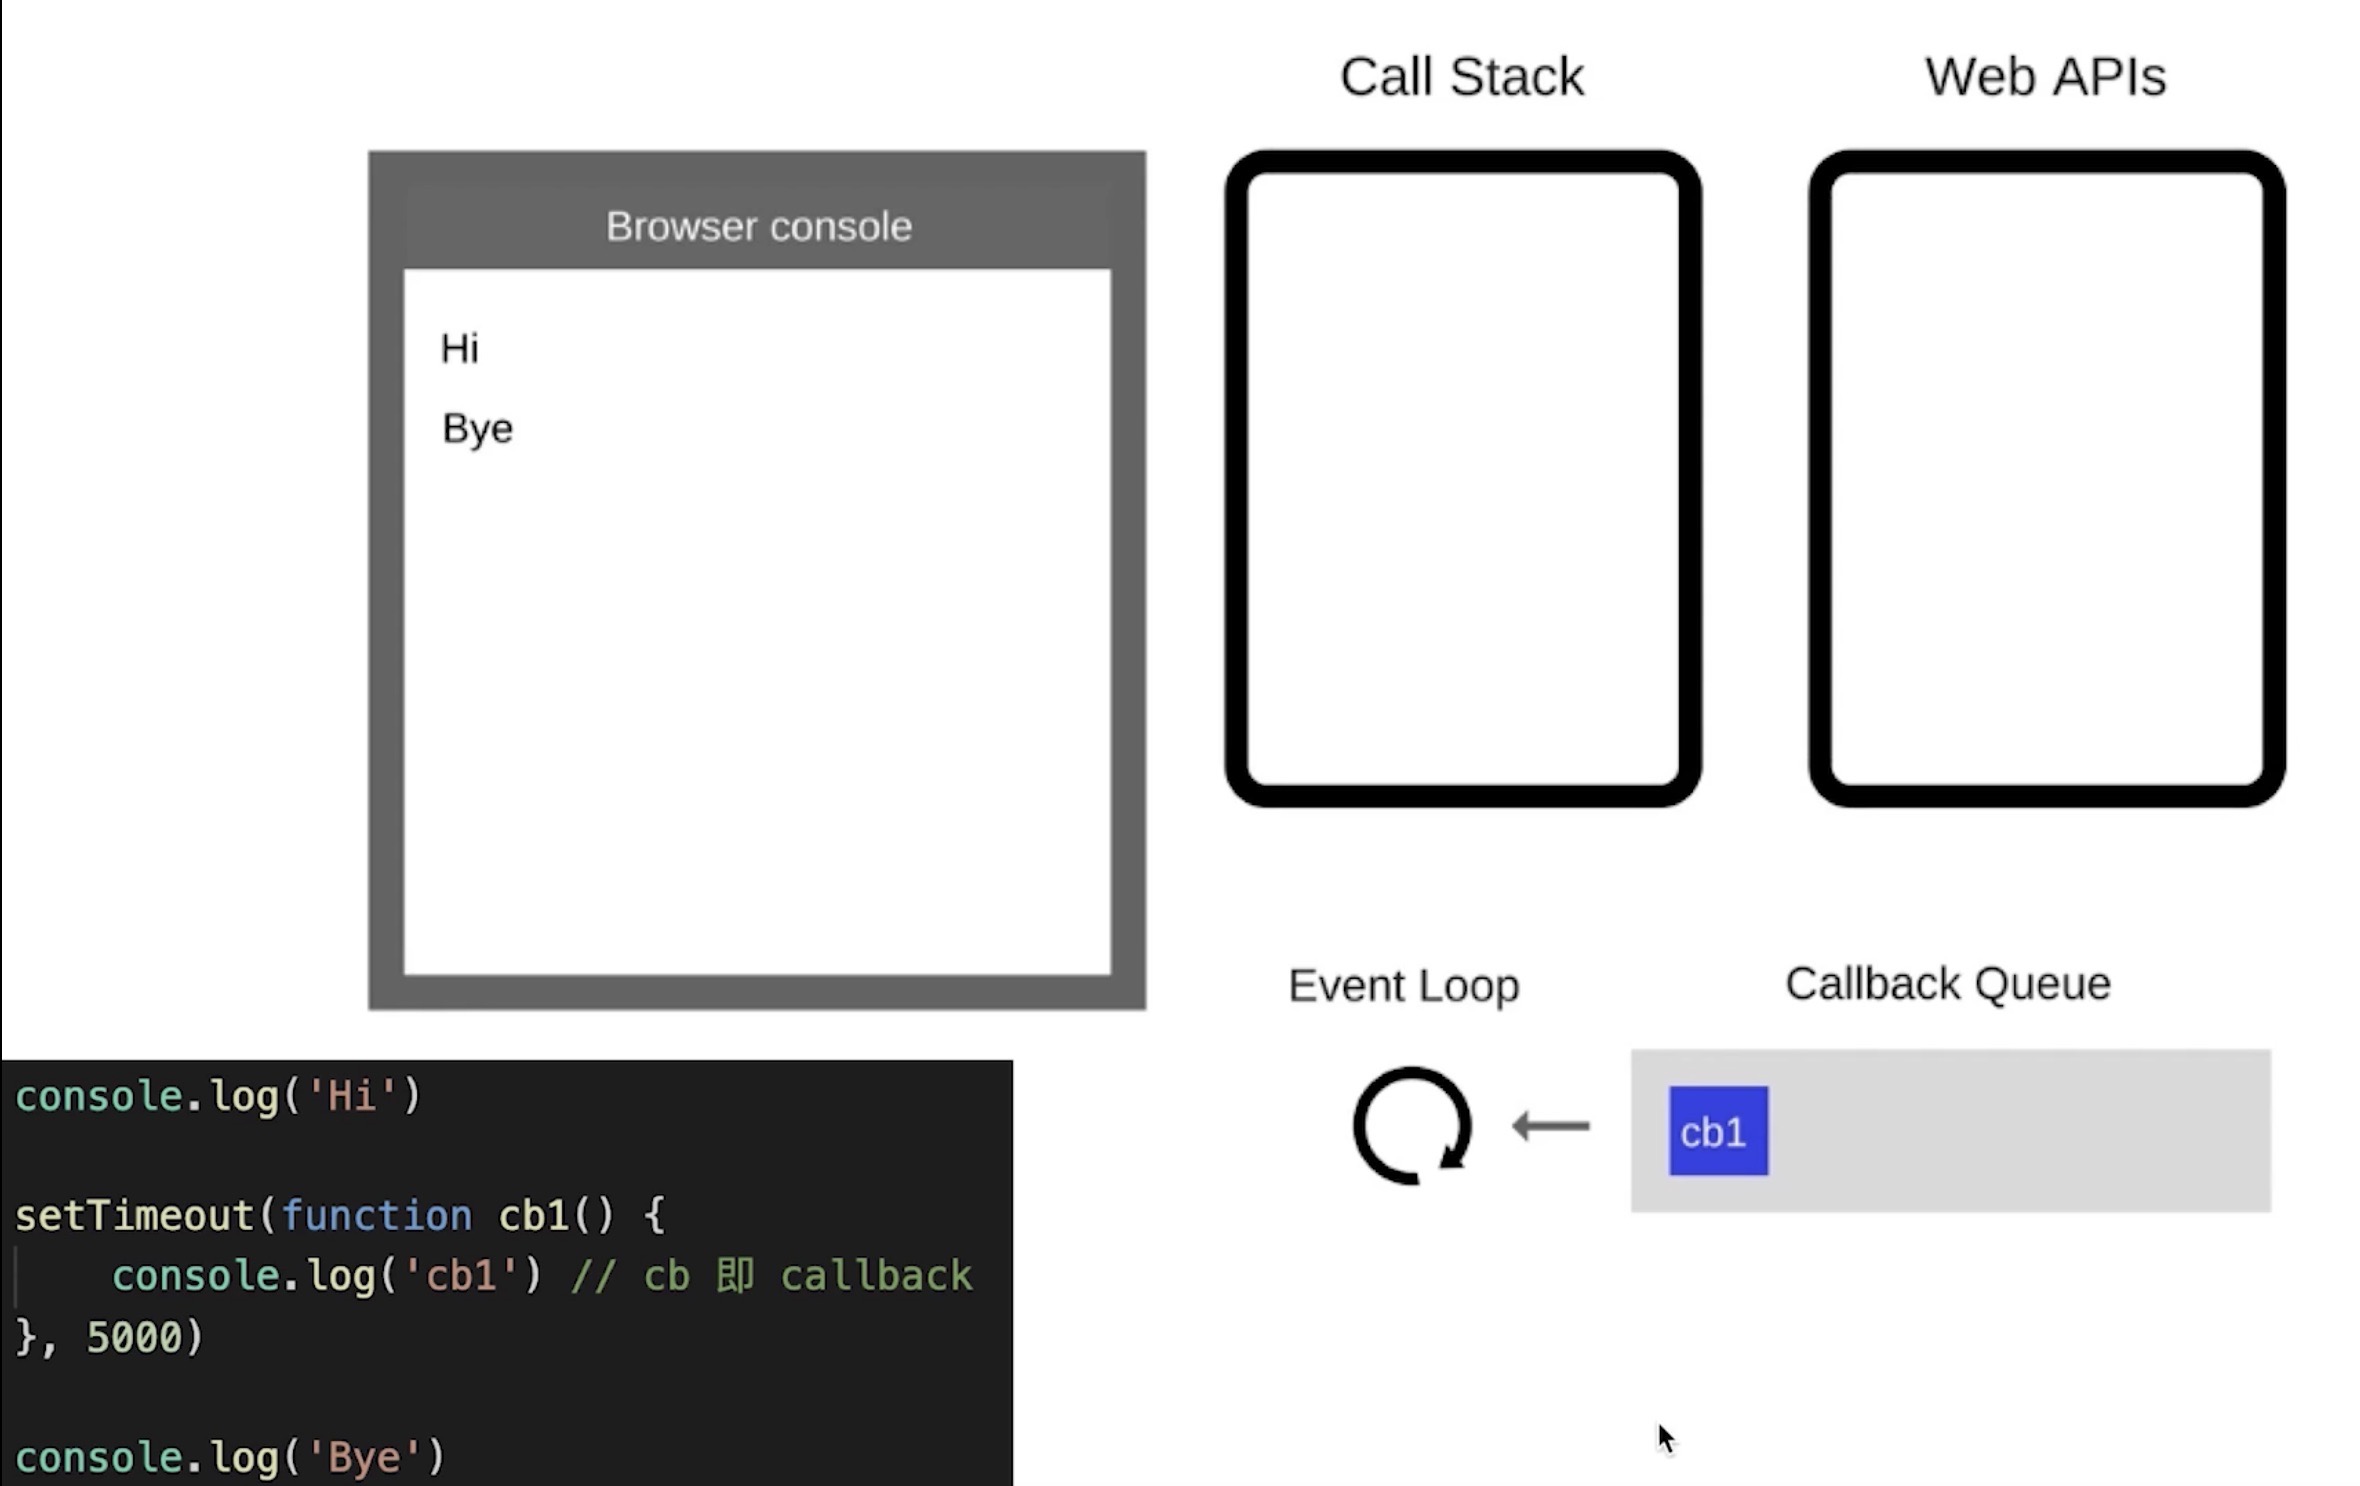 Call Stack
Web APIs
Browser console
Hi
Bye
Event Loop
Callback Queue
cb1
console.log('Hi')
setTimeout(function cb1() {
    console.log('cb1') // cb 即 callback
}, 5000)
console.log('Bye')